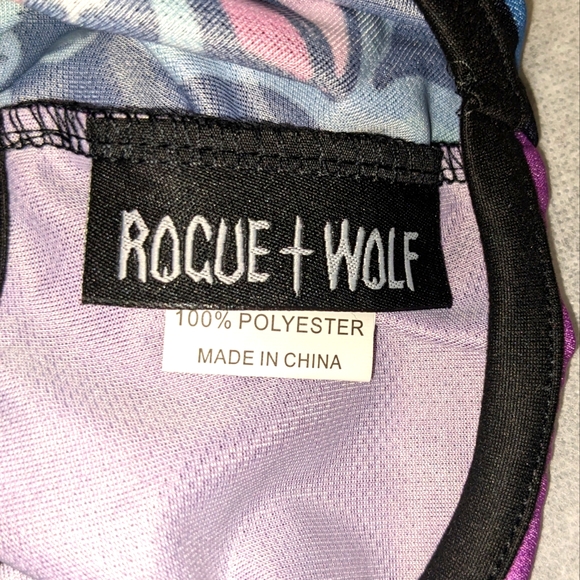 ROGUE † WOLF
100% POLYESTER
MADE IN CHINA